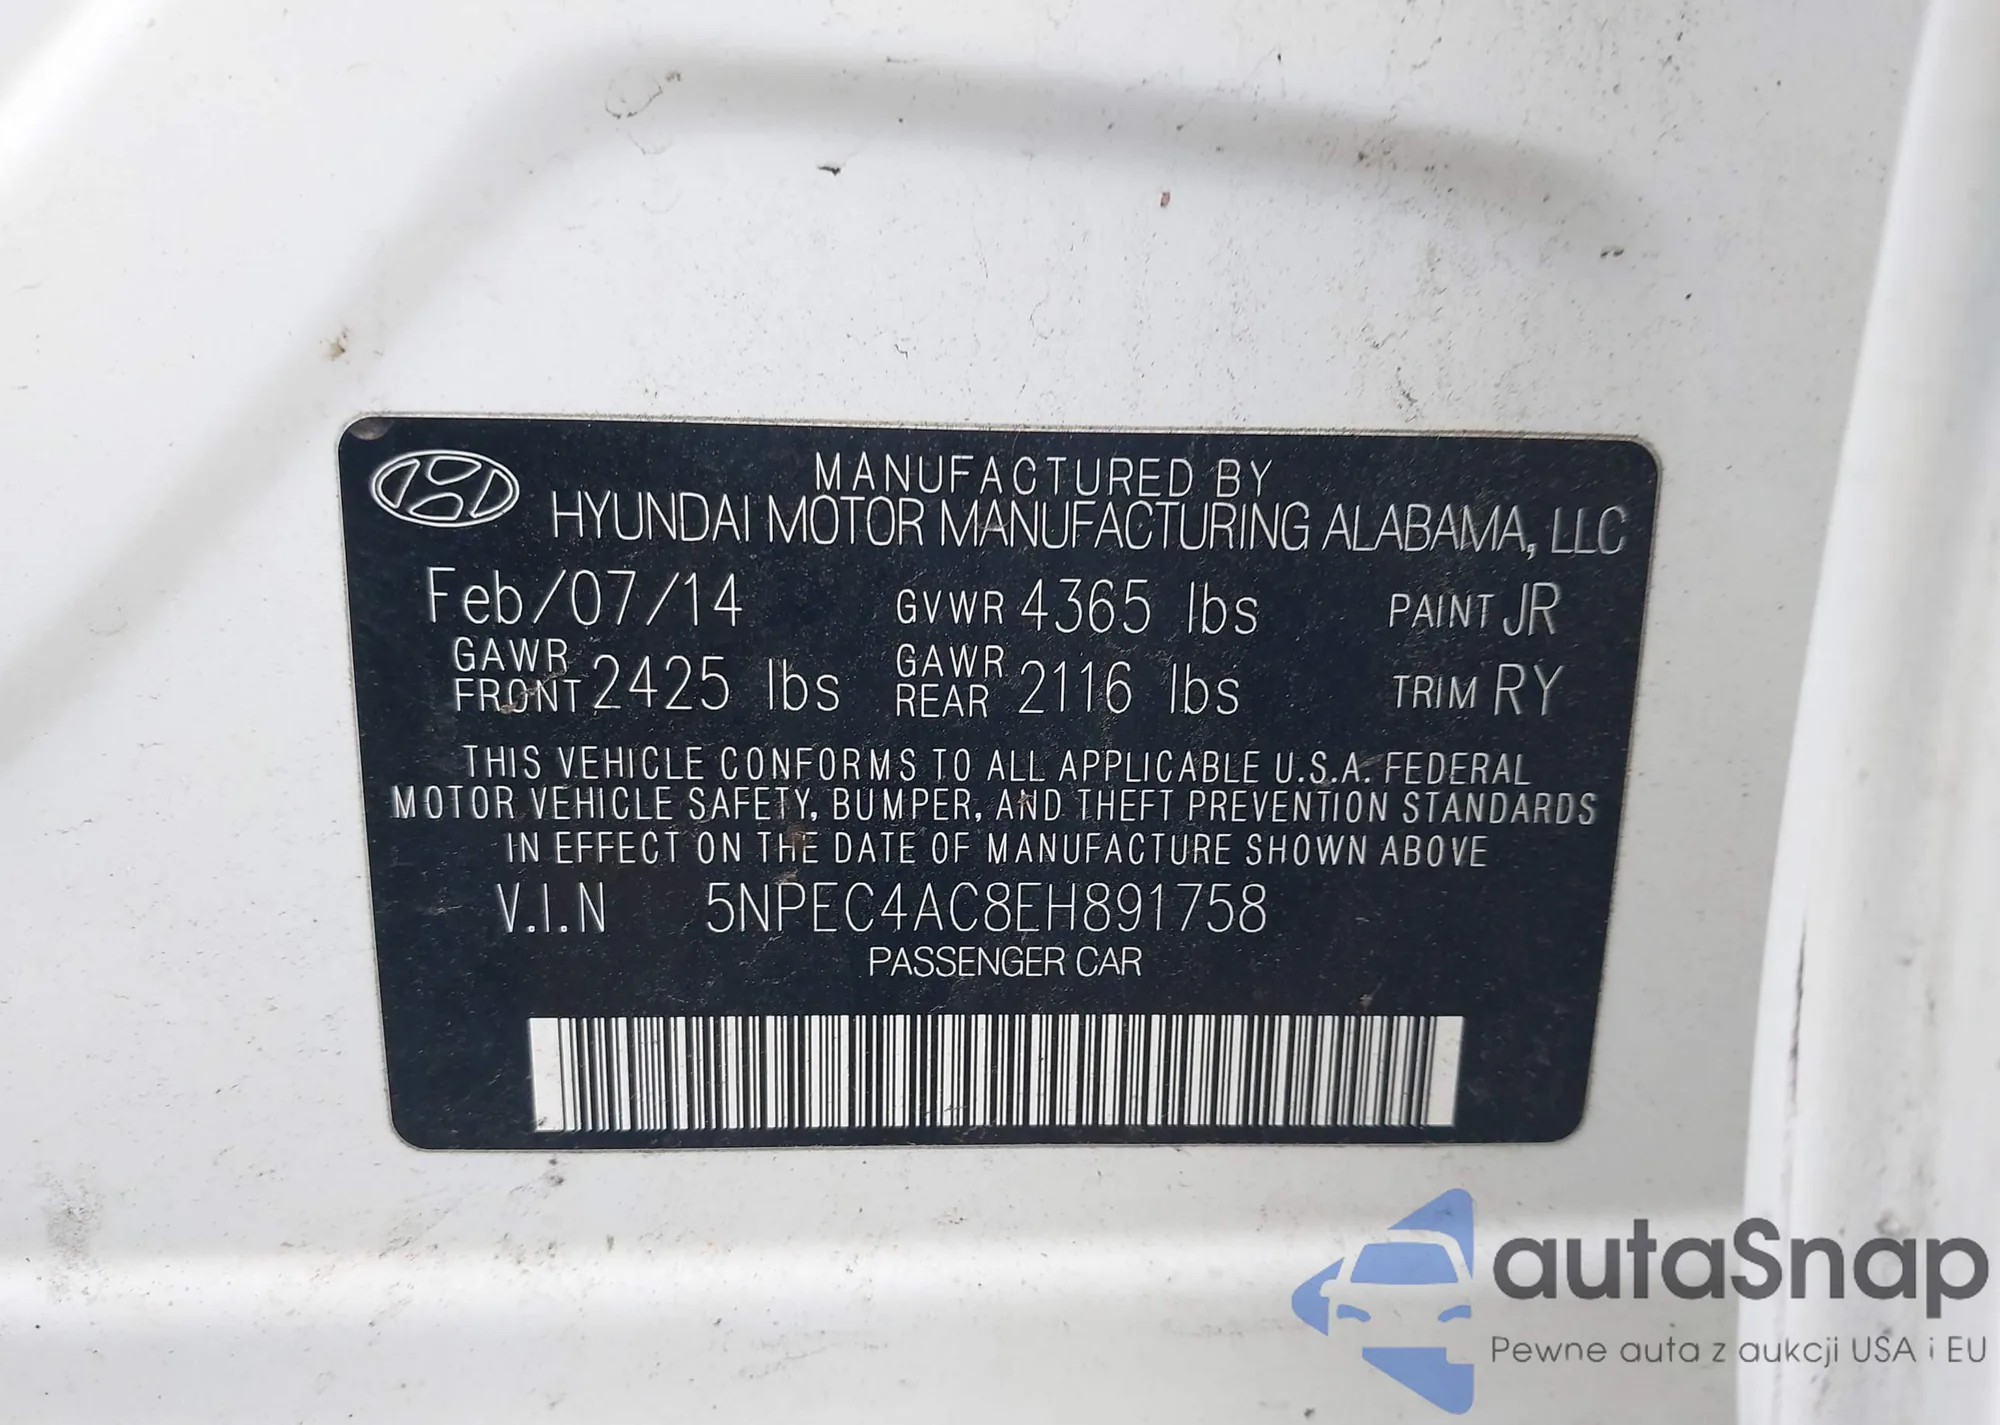 MANUFACTURED BY
HYUNDAI MOTOR MANUFACTURING ALABAMA, LLC
Feb/07/14 GVWR 4365 lbs PAINT JR
GAWR FRONT 2425 lbs GAWR REAR 2116 lbs TRIM RY
THIS VEHICLE CONFORMS TO ALL APPLICABLE U.S.A. FEDERAL
MOTOR VEHICLE SAFETY, BUMPER, AND THEFT PREVENTION STANDARDS
IN EFFECT ON THE DATE OF MANUFACTURE SHOWN ABOVE
V.I.N 5NPEC4AC8EH891758
PASSENGER CAR
autaSnap
Pewne auta z aukcji USA i EU